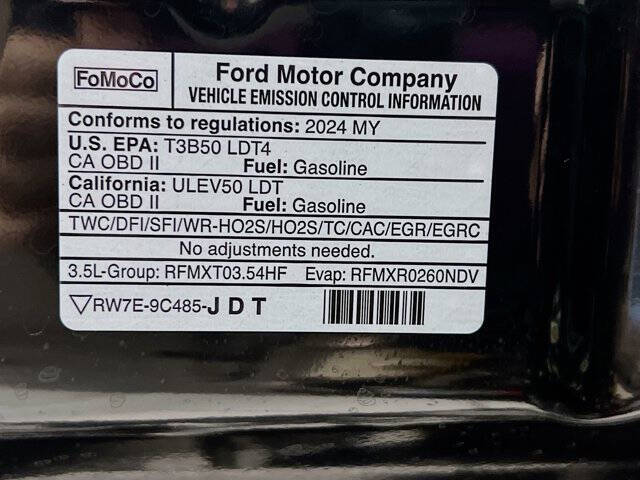 FoMoCo
Ford Motor Company
VEHICLE EMISSION CONTROL INFORMATION
Conforms to regulations: 2024 MY
U.S. EPA: T3B50 LDT4
CA OBD II Fuel: Gasoline
California: ULEV50 LDT
CA OBD II Fuel: Gasoline
TWC/DFI/SFI/WR-HO2S/HO2S/TC/CAC/EGR/EGRC
No adjustments needed.
3.5L-Group: RFMXT03.54HF Evap: RFMXR0260NDV
RW7E-9C485-J D T